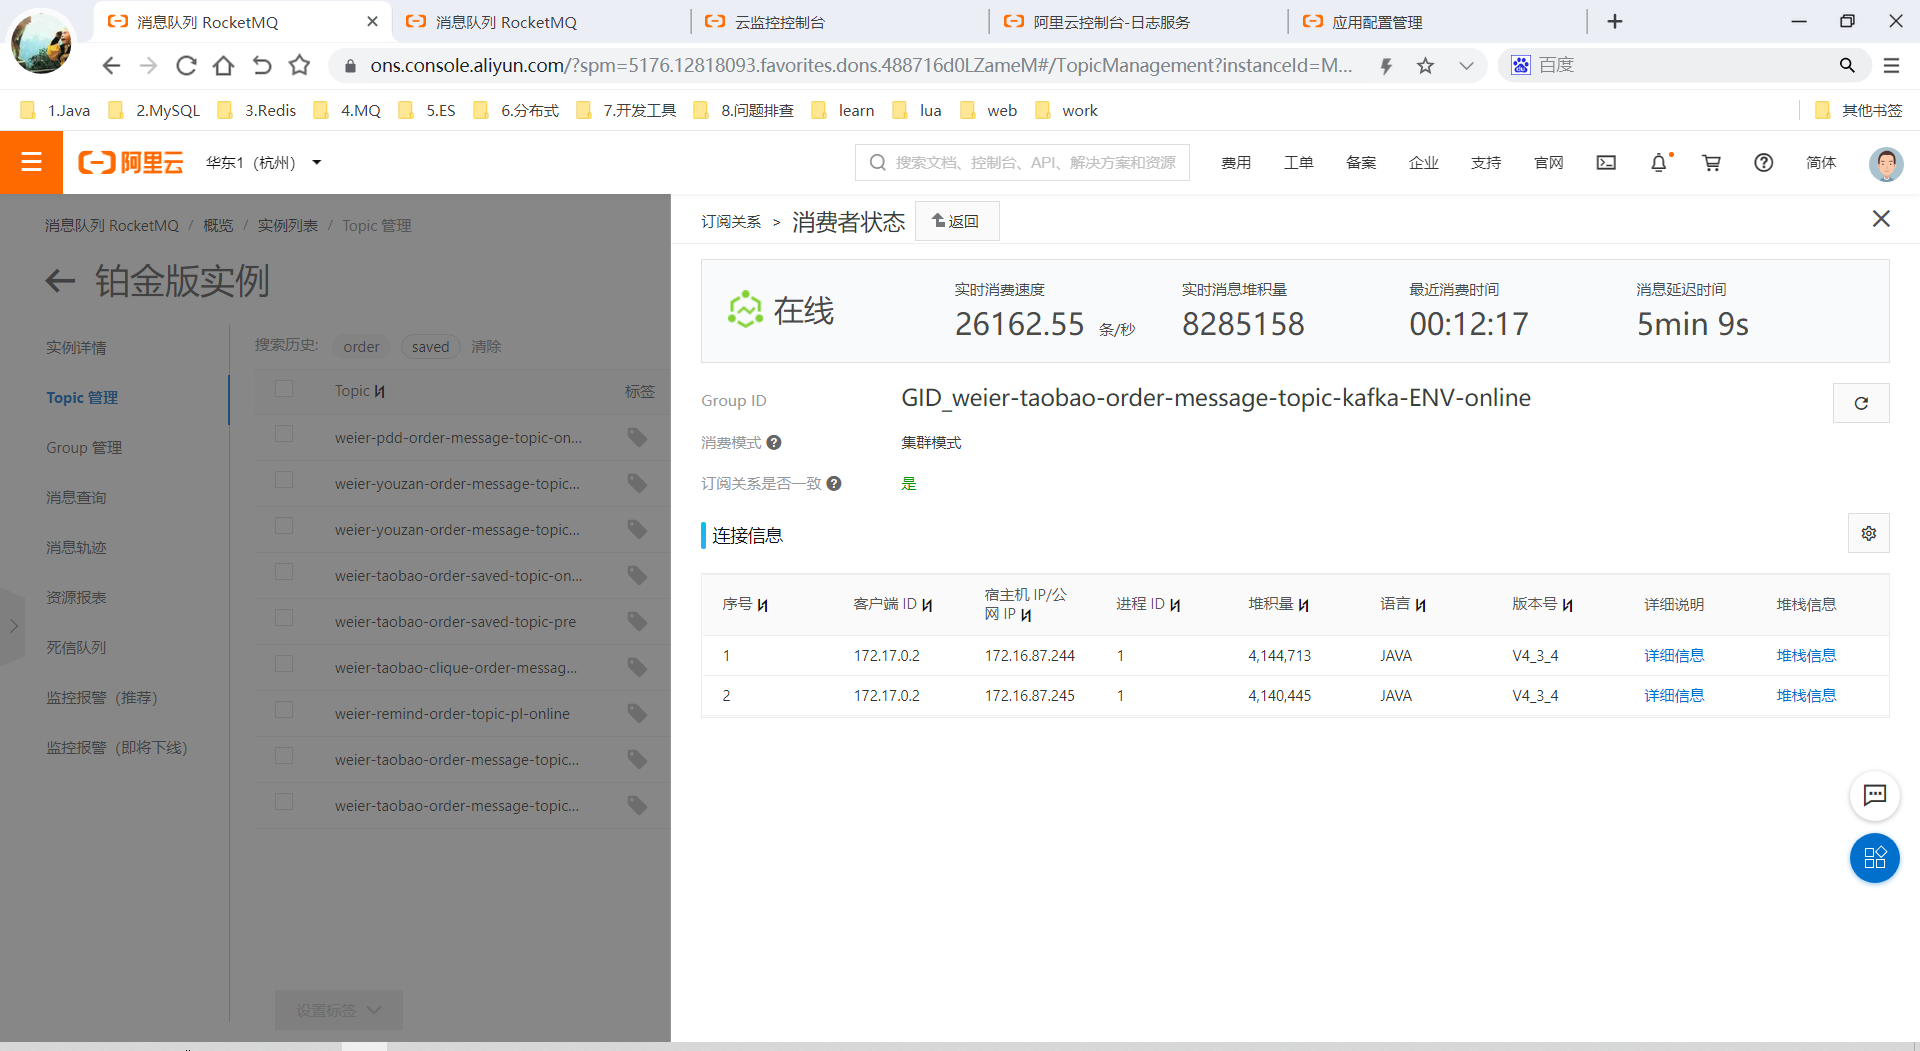 消息队列 RocketMQ
消息队列 RocketMQ
云监控控制台
阿里云控制台-日志服务
应用配置管理
ons.console.aliyun.com/?spm=5176.12818093.favorites.dons.488716d0LZameM#/TopicManagement?instanceId=M...
百度
1.Java
2.MySQL
3.Redis
4.MQ
5.ES
6.分布式
7.开发工具
8.问题排查
learn
lua
web
work
其他书签
阿里云
华东1（杭州）
搜索文档、控制台、API、解决方案和资源
费用
工单
备案
企业
支持
官网
简体
消息队列 RocketMQ / 概览 / 实例列表 / Topic 管理
铂金版实例
实例详情
Topic 管理
Group 管理
消息查询
消息轨迹
资源报表
死信队列
监控报警（推荐）
监控报警（即将下线）
搜索历史: order saved 清除
Topic 标签
weier-pdd-order-message-topic-on...
weier-youzan-order-message-topic...
weier-youzan-order-message-topic...
weier-taobao-order-saved-topic-on...
weier-taobao-order-saved-topic-pre
weier-taobao-clique-order-messag...
weier-remind-order-topic-pl-online
weier-taobao-order-message-topic...
weier-taobao-order-message-topic...
设置标签
订阅关系 > 消费者状态 返回
在线
实时消费速度
26162.55 条/秒
实时消息堆积量
8285158
最近消费时间
00:12:17
消息延迟时间
5min 9s
Group ID GID_weier-taobao-order-message-topic-kafka-ENV-online
消费模式 集群模式
订阅关系是否一致 是
连接信息
序号 客户端 ID 宿主机 IP/公网 IP 进程 ID 堆积量 语言 版本号 详细说明 堆栈信息
1 172.17.0.2 172.16.87.244 1 4,144,713 JAVA V4_3_4 详细信息 堆栈信息
2 172.17.0.2 172.16.87.245 1 4,140,445 JAVA V4_3_4 详细信息 堆栈信息